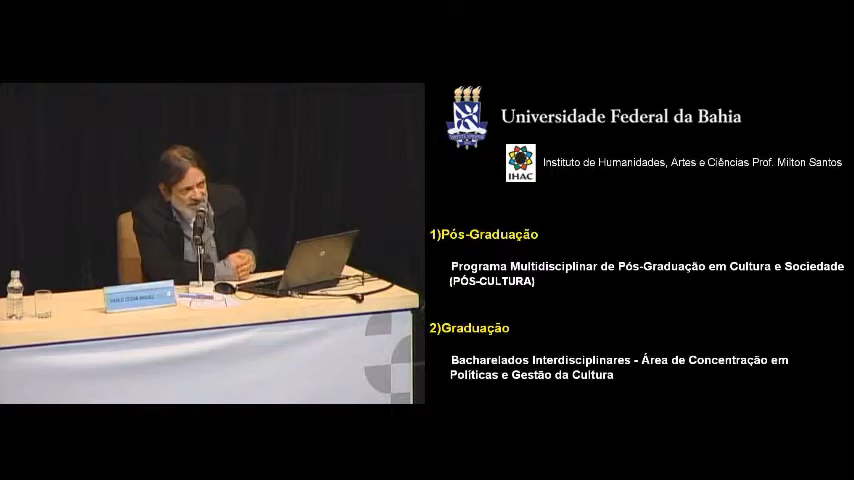 Universidade Federal da Bahia
IHAC
Instituto de Humanidades, Artes e Ciências Prof. Milton Santos
1)Pós-Graduação
Programa Multidisciplinar de Pós-Graduação em Cultura e Sociedade
(PÓS-CULTURA)
2)Graduação
Bacharelados Interdisciplinares - Área de Concentração em
Políticas e Gestão da Cultura